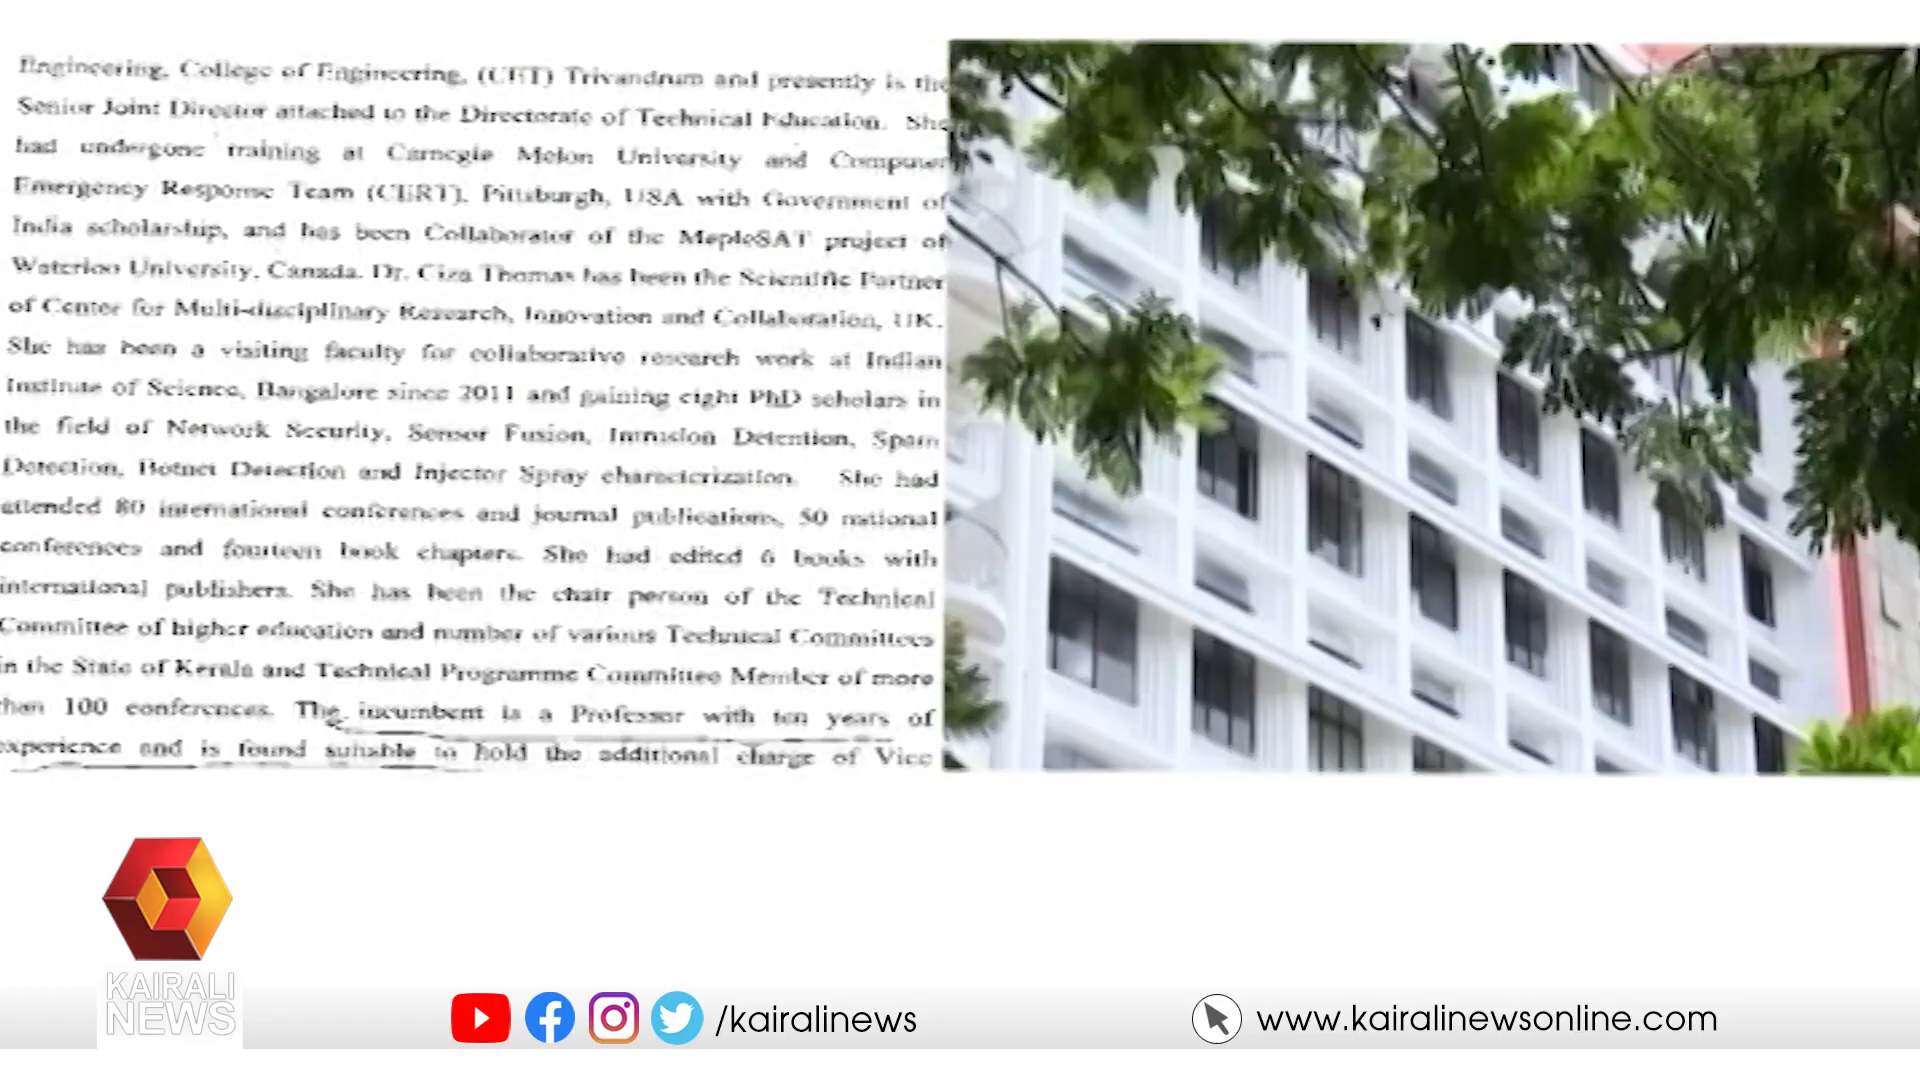 Engineering, College of Engineering, (CET) Trivandrum and presently is the
Senior Joint Director attached to the Directorate of Technical Education. She
had undergone training at Carnegie Melon University and Computer
Emergency Response Team (CERT), Pittsburgh, USA with Government of
India scholarship, and has been Collaborator of the MepleSAT project of
Waterloo University, Canada. Dr. Ciza Thomas has been the Scientific Partner
of Center for Multi-disciplinary Research, Innovation and Collaboration, UK.
She has been a visiting faculty for collaborative research work at Indian
Institute of Science, Bangalore since 2011 and gaining eight PhD scholars in
the field of Network Security, Sensor Fusion, Intrusion Detention, Spam
Detection, Botnet Detection and Injector Spray characterization. She had
attended 80 international conferences and journal publications, 50 national
conferences and fourteen book chapters. She had edited 6 books with
international publishers. She has been the chair person of the Technical
Committee of higher education and number of various Technical Committees
in the State of Kerala and Technical Programme Committee Member of more
than 100 conferences. The incumbent is a Professor with ten years of
experience and is found suitable to hold the additional charge of Vice
KAIRALI
NEWS
/kairalinews
www.kairalinewsonline.com